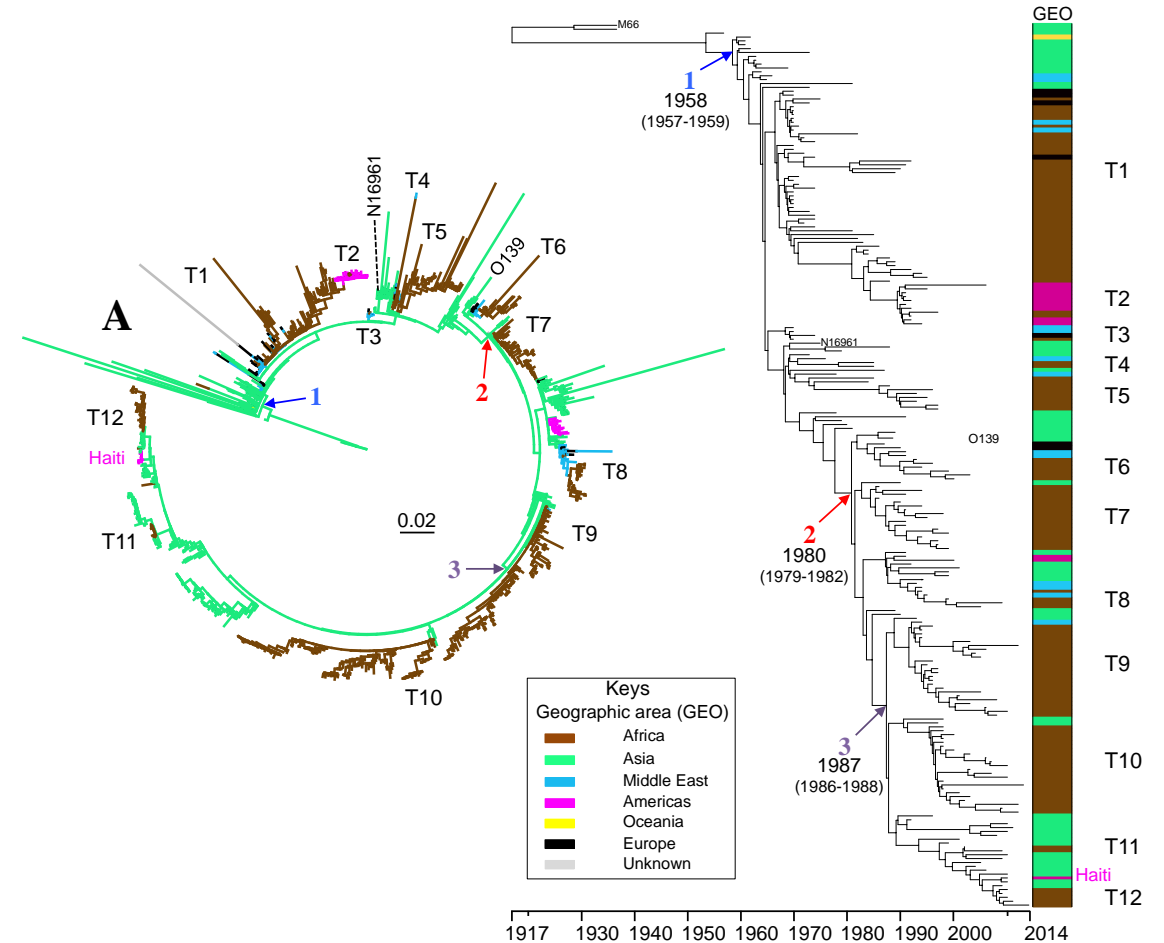 A
T1
T2
N16961
T4
T5
O139
T6
T3
T7
2
1
T12
Haiti
T8
T11
0.02
T9
3
T10
Keys
Geographic area (GEO)
Africa
Asia
Middle East
Americas
Oceania
Europe
Unknown
M66
1
1958
(1957-1959)
N16961
O139
2
1980
(1979-1982)
3
1987
(1986-1988)
GEO
T1
T2
T3
T4
T5
T6
T7
T8
T9
T10
T11
Haiti
T12
1917 1930 1940 1950 1960 1970 1980 1990 2000 2014